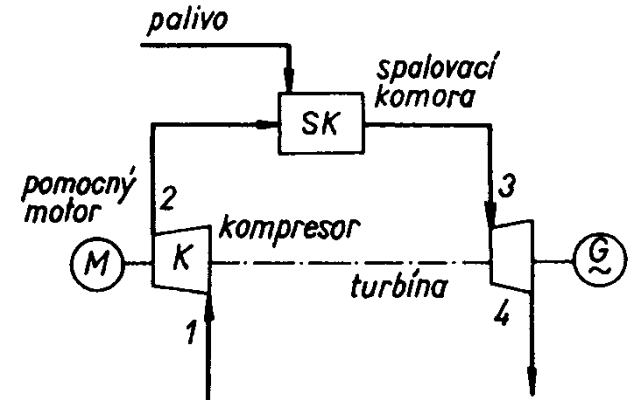 palivo
spalovací
komora
SK
pomocný
motor
2
3
kompresor
M
K
G
~
turbína
1
4